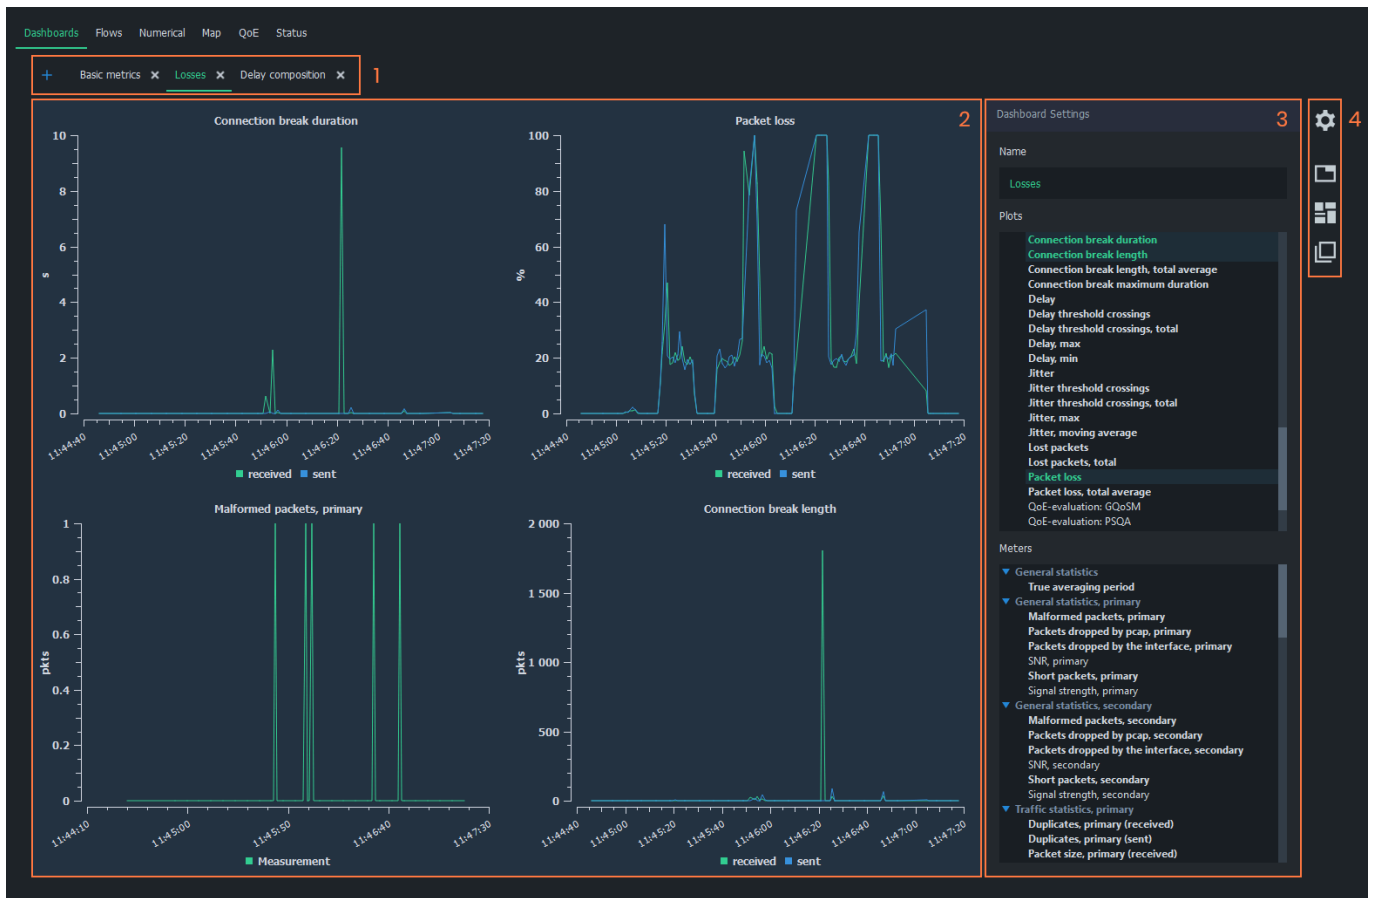 Dashboards Flows Numerical Map QoE Status
+ Basic metrics × Losses × Delay composition × 1
2
Connection break duration
10
8
6
4
2
0
s
11:44:40 11:45:00 11:45:20 11:45:40 11:46:00 11:46:20 11:46:40 11:47:00 11:47:20
received sent
Packet loss
100
80
60
40
20
0
%
11:44:40 11:45:00 11:45:20 11:45:40 11:46:00 11:46:20 11:46:40 11:47:00 11:47:20
received sent
Malformed packets, primary
1
0.8
0.6
0.4
0.2
0
pkts
11:44:10 11:45:00 11:45:50 11:46:40 11:47:30
Measurement
Connection break length
2 000
1 500
1 000
500
0
pkts
11:44:40 11:45:00 11:45:20 11:45:40 11:46:00 11:46:20 11:46:40 11:47:00 11:47:20
received sent
Dashboard Settings 3
Name
Losses
Plots
Connection break duration
Connection break length
Connection break length, total average
Connection break maximum duration
Delay
Delay threshold crossings
Delay threshold crossings, total
Delay, max
Delay, min
Jitter
Jitter threshold crossings
Jitter threshold crossings, total
Jitter, max
Jitter, moving average
Lost packets
Lost packets, total
Packet loss
Packet loss, total average
QoE-evaluation: GQoSM
QoE-evaluation: PSQA
Meters
General statistics
True averaging period
General statistics, primary
Malformed packets, primary
Packets dropped by pcap, primary
Packets dropped by the interface, primary
SNR, primary
Short packets, primary
Signal strength, primary
General statistics, secondary
Malformed packets, secondary
Packets dropped by pcap, secondary
Packets dropped by the interface, secondary
SNR, secondary
Short packets, secondary
Signal strength, secondary
Traffic statistics, primary
Duplicates, primary (received)
Duplicates, primary (sent)
Packet size, primary (received)
4